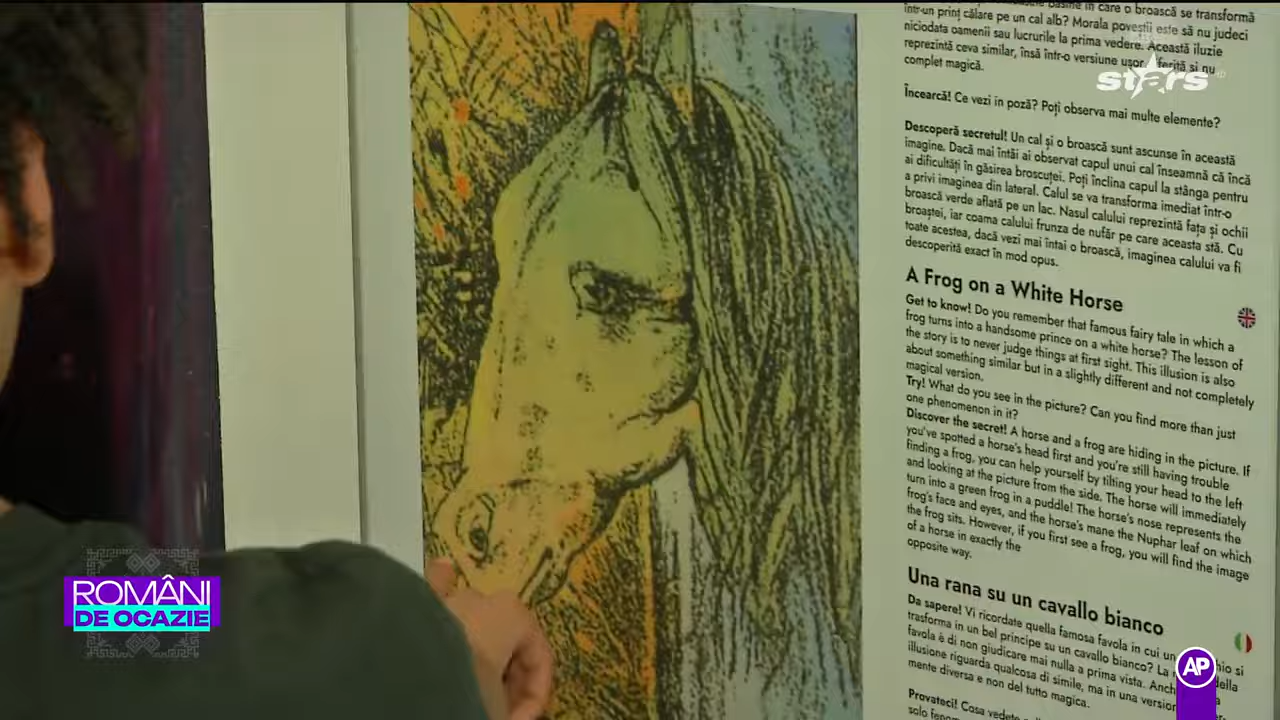 în care o broască se transformă
într-un prinț călare pe un cal alb? Morala poveștii este să nu judeci
niciodată oamenii sau lucrurile la prima vedere. Această iluzie
reprezintă ceva similar, însă într-o versiune ușor și nu
complet magică.
Încearcă! Ce vezi in poză? Poți observa mai multe elemente?
Descoperă secretul! Un cal și o broască sunt ascunse în această
imagine. Dacă mai întâi ai observat capul unui cal înseamnă că încă
ai dificultăți în găsirea broscuței. Poți înclina capul la stânga pentru
a privi imaginea din lateral. Calul se va transforma imediat într-o
broască verde aflată pe un lac. Nasul calului reprezintă fața și ochii
broaștei, iar coama calului frunza de nufăr pe care aceasta stă. Cu
toate acestea, dacă vezi mai întai o broască, imaginea calului va fi
descoperită exact în mod opus.
A Frog on a White Horse
Get to know! Do you remember that famous fairy tale in which a
frog turns into a handsome prince on a white horse? The lesson of
the story is to never judge things at first sight. This illusion is also
about something similar but in a slightly different and not completely
magical version.
Try! What do you see in the picture? Can you find more than just
one phenomenon in it?
Discover the secret! A horse and a frog are hiding in the picture. If
you've spotted a horse's head first and you're still having trouble
finding a frog, you can help yourself by tilting your head to the left
and looking at the picture from the side. The horse will immediately
turn into a green frog in a puddle! The horse's nose represents the
frog's face and eyes, and the horse's mane the Nuphar leaf on which
the frog sits. However, if you first see a frog, you will find the image
of a horse in exactly the
opposite way.
Una rana su un cavallo bianco
Da sapere! Vi ricordate quella famosa favola in cui un hio si
trasforma in un bel principe su un cavallo bianco? La della
favola è di non giudicare mai nulla a prima vista. Anch
illusione riguarda qualcosa di simile, ma in una version
mente diversa e non del tutto magica.
Provateci! Cosa vedete
solo
stars HD
ROMÂNI
DE OCAZIE
AP